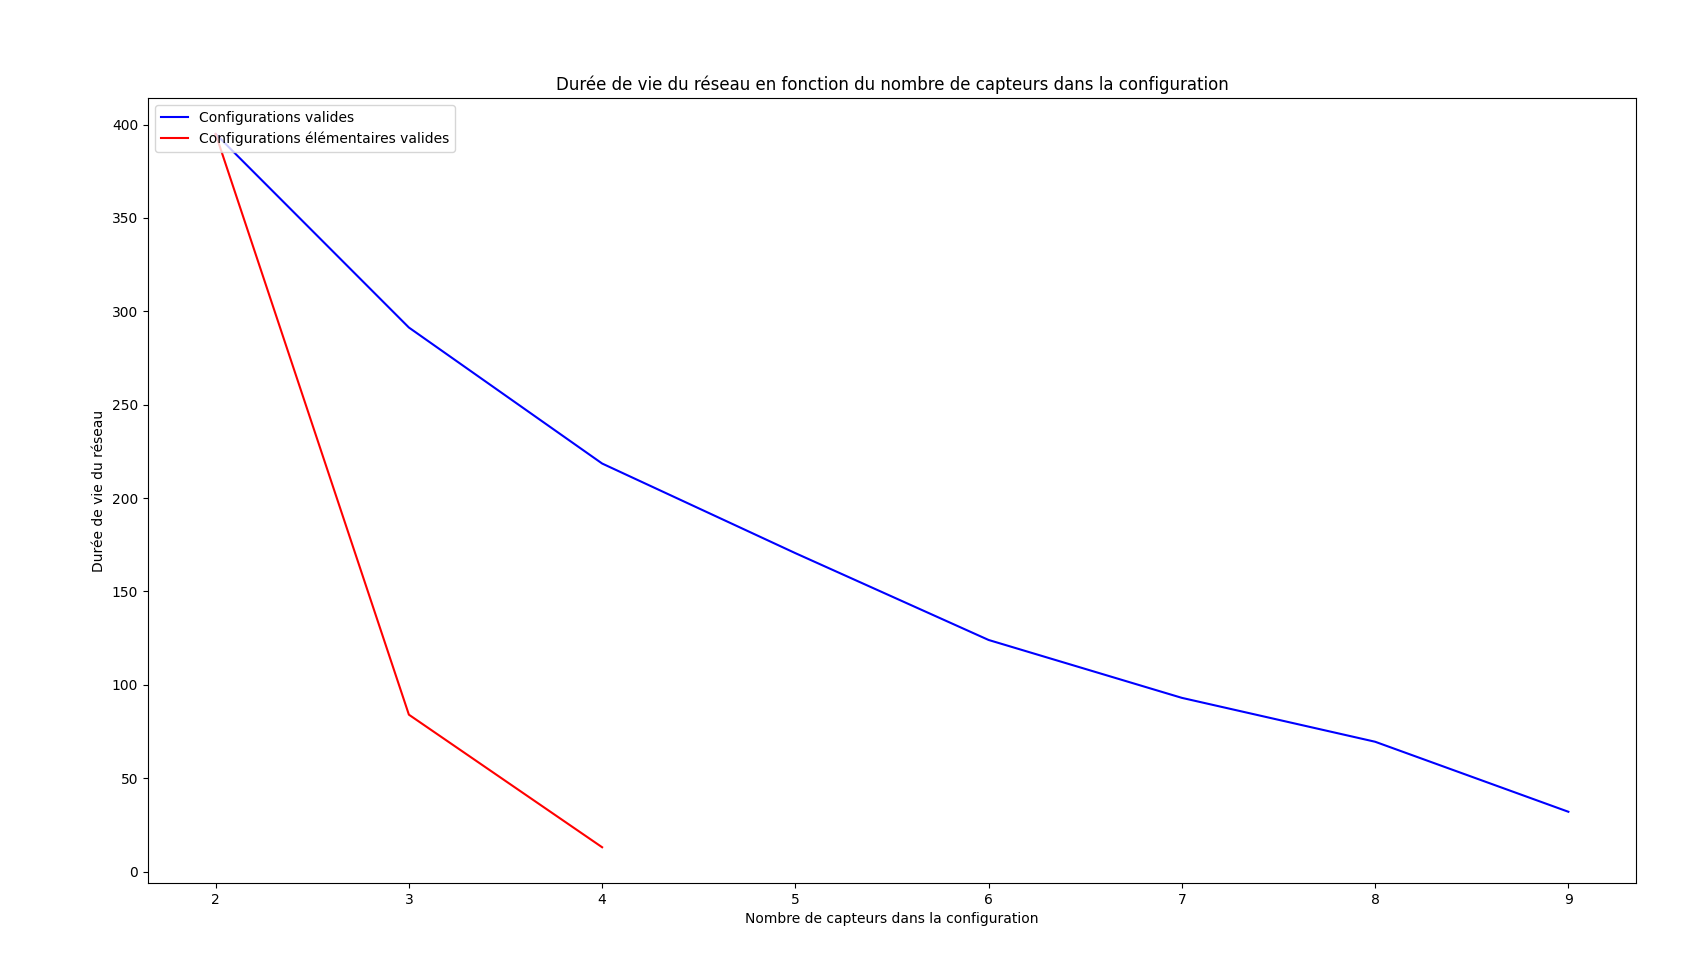 Durée de vie du réseau en fonction du nombre de capteurs dans la configuration
Configurations valides
Configurations élémentaires valides
400
350
300
250
200
150
100
50
0
Durée de vie du réseau
2 3 4 5 6 7 8 9
Nombre de capteurs dans la configuration